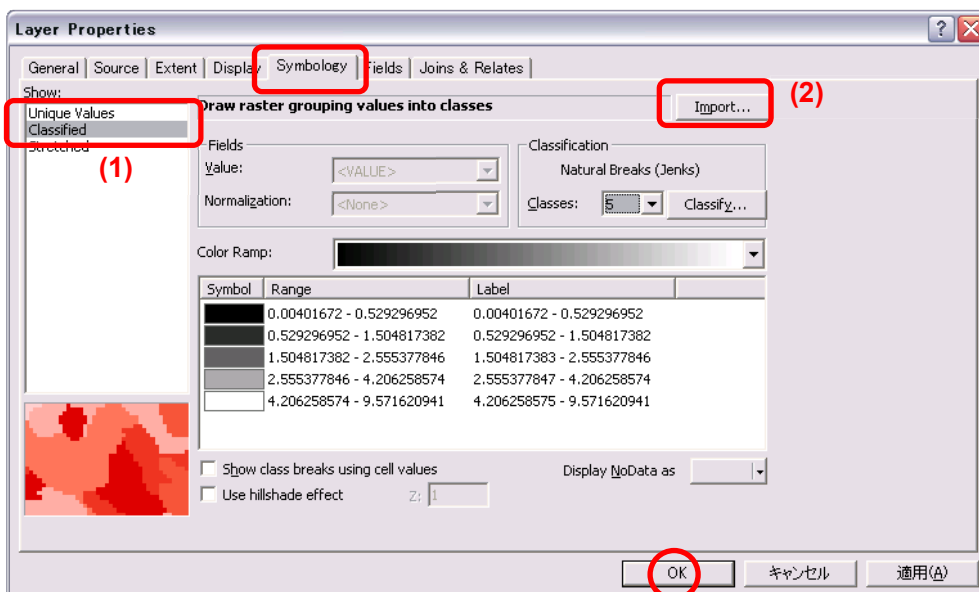 Layer Properties
General Source Extent Display Symbology Fields Joins & Relates
Show:
Unique Values
Classified
Stretched
(1)
Draw raster grouping values into classes
Import...
(2)
Fields
Value: <VALUE>
Normalization: <None>
Classification
Natural Breaks (Jenks)
Classes: 5 Classify...
Color Ramp:
Symbol Range Label
0.00401672 - 0.529296952 0.00401672 - 0.529296952
0.529296952 - 1.504817382 0.529296952 - 1.504817382
1.504817382 - 2.555377846 1.504817383 - 2.555377846
2.555377846 - 4.206258574 2.555377847 - 4.206258574
4.206258574 - 9.571620941 4.206258575 - 9.571620941
Show class breaks using cell values
Display NoData as
Use hillshade effect Z: 1
OK キャンセル 適用(A)